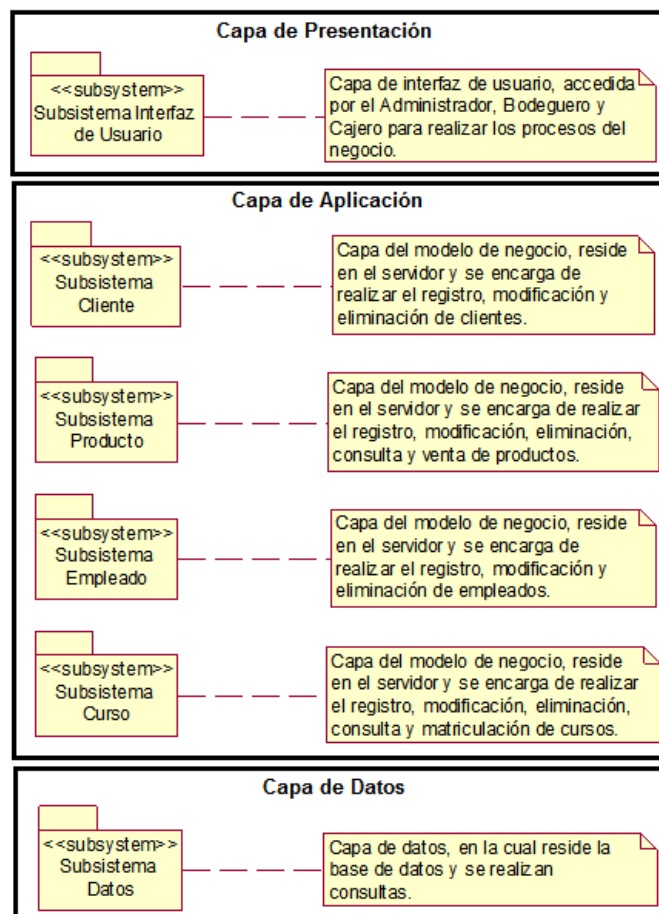 Capa de Presentación
<<subsystem>>
Subsistema Interfaz
de Usuario
Capa de interfaz de usuario, accedida
por el Administrador, Bodeguero y
Cajero para realizar los procesos del
negocio.
Capa de Aplicación
<<subsystem>>
Subsistema
Cliente
Capa del modelo de negocio, reside
en el servidor y se encarga de
realizar el registro, modificación y
eliminación de clientes.
<<subsystem>>
Subsistema
Producto
Capa del modelo de negocio, reside
en el servidor y se encarga de realizar
el registro, modificación, eliminación,
consulta y venta de productos.
<<subsystem>>
Subsistema
Empleado
Capa del modelo de negocio, reside
en el servidor y se encarga de
realizar el registro, modificación y
eliminación de empleados.
<<subsystem>>
Subsistema
Curso
Capa del modelo de negocio, reside
en el servidor y se encarga de realizar
el registro, modificación, eliminación,
consulta y matriculación de cursos.
Capa de Datos
<<subsystem>>
Subsistema
Datos
Capa de datos, en la cual reside la
base de datos y se realizan
consultas.